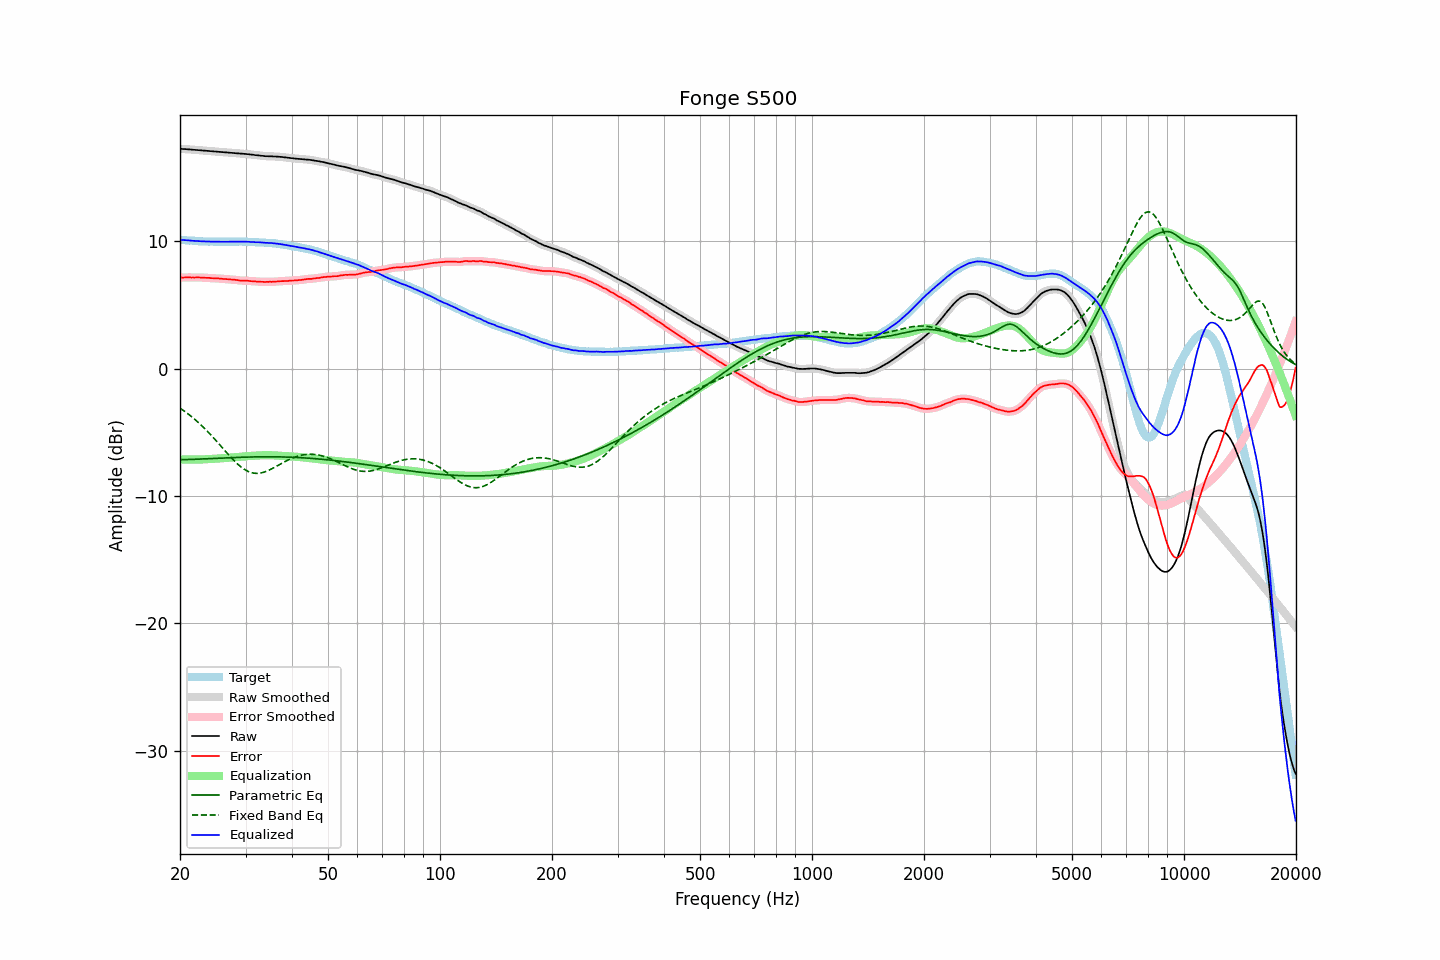 Fonge S500
Amplitude (dBr)
10
0
−10
−20
−30
Target
Raw Smoothed
Error Smoothed
Raw
Error
Equalization
Parametric Eq
Fixed Band Eq
Equalized
20 50 100 200 500 1000 2000 5000 10000 20000
Frequency (Hz)